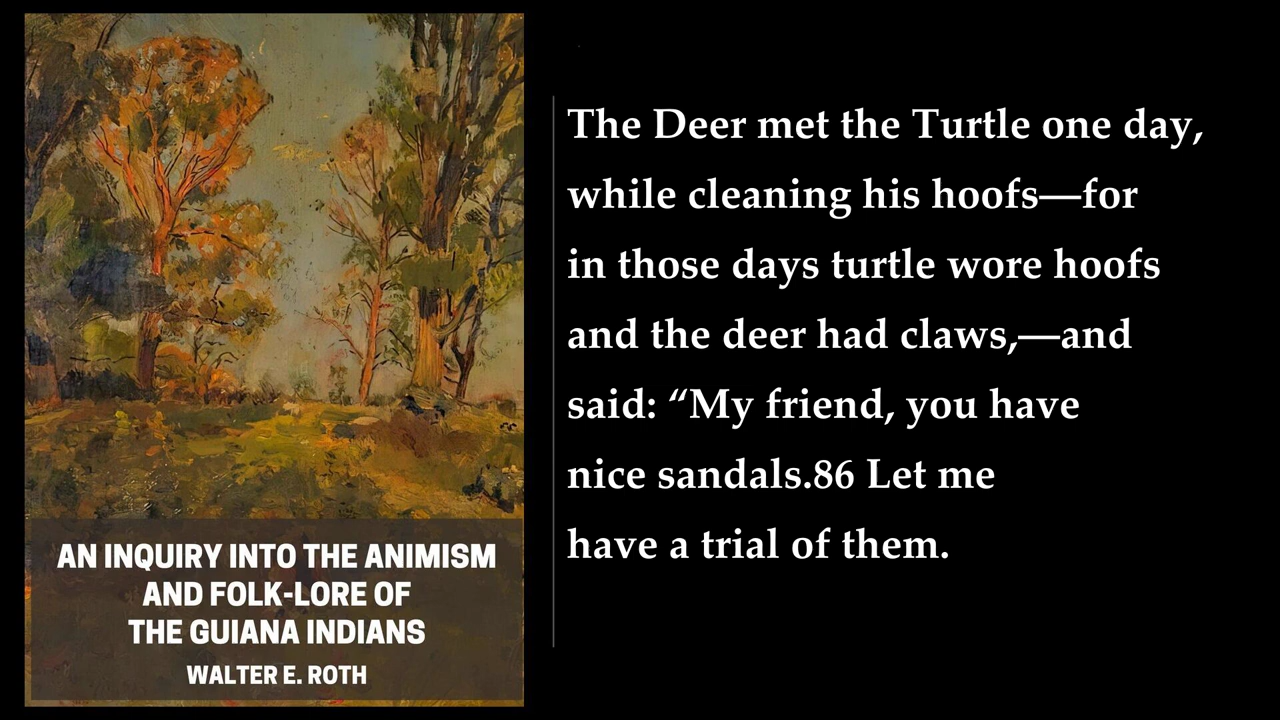 The Deer met the Turtle one day,
while cleaning his hoofs—for
in those days turtle wore hoofs
and the deer had claws,—and
said: “My friend, you have
nice sandals.86 Let me
have a trial of them.
AN INQUIRY INTO THE ANIMISM
AND FOLK-LORE OF
THE GUIANA INDIANS
WALTER E. ROTH